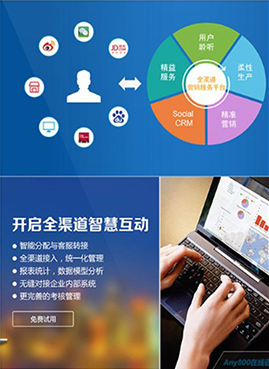 JD
用户
聆听
精益
服务
柔性
生产
全渠道
营销服务平台
Social
CRM
精准
营销
开启全渠道智慧互动
智能分配与客服转接
全渠道接入，统一化管理
报表统计，数据模型分析
无缝对接企业内部系统
更完善的考核管理
免费试用
Any800在线